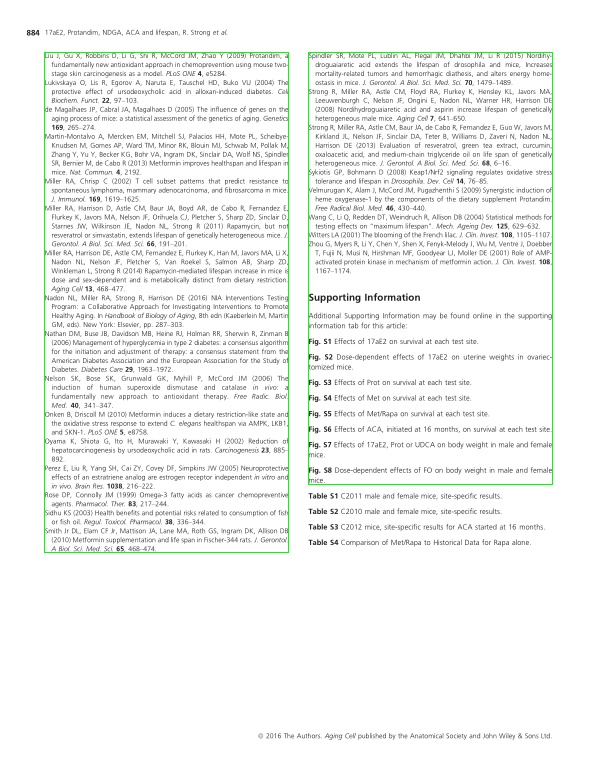 884 17aE2, Protandim, NDGA, ACA and lifespan, R. Strong et al.
Liu J, Gu X, Robbins D, Li G, Shi R, McCord JM, Zhao Y (2009) Protandim, a
fundamentally new antioxidant approach in chemoprevention using mouse two-
stage skin carcinogenesis as a model. PLoS ONE 4, e5284.
Lukivskaya O, Lis R, Egorov A, Naruta E, Tauschel HD, Buko VU (2004) The
protective effect of ursodeoxycholic acid in alloxan-induced diabetes. Cell
Biochem. Funct. 22, 97–103.
de Magalhaes JP, Cabral JA, Magalhaes D (2005) The influence of genes on the
aging process of mice: a statistical assessment of the genetics of aging. Genetics
169, 265–274.
Martin-Montalvo A, Mercken EM, Mitchell SJ, Palacios HH, Mote PL, Scheibye-
Knudsen M, Gomes AP, Ward TM, Minor RK, Blouin MJ, Schwab M, Pollak M,
Zhang Y, Yu Y, Becker KG, Bohr VA, Ingram DK, Sinclair DA, Wolf NS, Spindler
SR, Bernier M, de Cabo R (2013) Metformin improves healthspan and lifespan in
mice. Nat. Commun. 4, 2192.
Miller RA, Chrisp C (2002) T cell subset patterns that predict resistance to
spontaneous lymphoma, mammary adenocarcinoma, and fibrosarcoma in mice.
J. Immunol. 169, 1619–1625.
Miller RA, Harrison D, Astle CM, Baur JA, Boyd AR, de Cabo R, Fernandez E,
Flurkey K, Javors MA, Nelson JF, Orihuela CJ, Pletcher S, Sharp ZD, Sinclair D,
Starnes JW, Wilkinson JE, Nadon NL, Strong R (2011) Rapamycin, but not
resveratrol or simvastatin, extends lifespan of genetically heterogeneous mice. J.
Gerontol. A Biol. Sci. Med. Sci. 66, 191–201.
Miller RA, Harrison DE, Astle CM, Fernandez E, Flurkey K, Han M, Javors MA, Li X,
Nadon NL, Nelson JF, Pletcher S, Van Roekel S, Salmon AB, Sharp ZD,
Winkleman L, Strong R (2014) Rapamycin-mediated lifespan increase in mice is
dose and sex-dependent and is metabolically distinct from dietary restriction.
Aging Cell 13, 468–477.
Nadon NL, Miller RA, Strong R, Harrison DE (2016) NIA Interventions Testing
Program: a Collaborative Approach for Investigating Interventions to Promote
Healthy Aging. In Handbook of Biology of Aging, 8th edn (Kaeberlein M, Martin
GM, eds). New York: Elsevier, pp. 287–303.
Nathan DM, Buse JB, Davidson MB, Heine RJ, Holman RR, Sherwin R, Zinman B
(2006) Management of hyperglycemia in type 2 diabetes: a consensus algorithm
for the initiation and adjustment of therapy: a consensus statement from the
American Diabetes Association and the European Association for the Study of
Diabetes. Diabetes Care 29, 1963–1972.
Nelson SK, Bose SK, Grunwald GK, Myhill P, McCord JM (2006) The
induction of human superoxide dismutase and catalase in vivo: a
fundamentally new approach to antioxidant therapy. Free Radic. Biol.
Med. 40, 341–347.
Onken B, Driscoll M (2010) Metformin induces a dietary restriction-like state and
the oxidative stress response to extend C. elegans healthspan via AMPK, LKB1,
and SKN-1. PLoS ONE 5, e8758.
Oyama K, Shiota G, Ito H, Murawaki Y, Kawasaki H (2002) Reduction of
hepatocarcinogenesis by ursodeoxycholic acid in rats. Carcinogenesis 23, 885–
892.
Perez E, Liu R, Yang SH, Cai ZY, Covey DF, Simpkins JW (2005) Neuroprotective
effects of an estratriene analog are estrogen receptor independent in vitro and
in vivo. Brain Res. 1038, 216–222.
Rose DP, Connolly JM (1999) Omega-3 fatty acids as cancer chemopreventive
agents. Pharmacol. Ther. 83, 217–244.
Sidhu KS (2003) Health benefits and potential risks related to consumption of fish
or fish oil. Regul. Toxicol. Pharmacol. 38, 336–344.
Smith Jr DL, Elam CF Jr, Mattison JA, Lane MA, Roth GS, Ingram DK, Allison DB
(2010) Metformin supplementation and life span in Fischer-344 rats. J. Gerontol.
A Biol. Sci. Med. Sci. 65, 468–474.
Spindler SR, Mote PL, Lublin AL, Flegal JM, Dhahbi JM, Li R (2015) Nordihy-
droguaiaretic acid extends the lifespan of drosophila and mice, increases
mortality-related tumors and hemorrhagic diathesis, and alters energy home-
ostasis in mice. J. Gerontol. A Biol. Sci. Med. Sci. 70, 1479–1489.
Strong R, Miller RA, Astle CM, Floyd RA, Flurkey K, Hensley KL, Javors MA,
Leeuwenburgh C, Nelson JF, Ongini E, Nadon NL, Warner HR, Harrison DE
(2008) Nordihydroguaiaretic acid and aspirin increase lifespan of genetically
heterogeneous male mice. Aging Cell 7, 641–650.
Strong R, Miller RA, Astle CM, Baur JA, de Cabo R, Fernandez E, Guo W, Javors M,
Kirkland JL, Nelson JF, Sinclair DA, Teter B, Williams D, Zaveri N, Nadon NL,
Harrison DE (2013) Evaluation of resveratrol, green tea extract, curcumin,
oxaloacetic acid, and medium-chain triglyceride oil on life span of genetically
heterogeneous mice. J. Gerontol. A Biol. Sci. Med. Sci. 68, 6–16.
Sykiotis GP, Bohmann D (2008) Keap1/Nrf2 signaling regulates oxidative stress
tolerance and lifespan in Drosophila. Dev. Cell 14, 76–85.
Velmurugan K, Alam J, McCord JM, Pugazhenthi S (2009) Synergistic induction of
heme oxygenase-1 by the components of the dietary supplement Protandim.
Free Radical Biol. Med. 46, 430–440.
Wang C, Li Q, Redden DT, Weindruch R, Allison DB (2004) Statistical methods for
testing effects on "maximum lifespan". Mech. Ageing Dev. 125, 629–632.
Witters LA (2001) The blooming of the French lilac. J. Clin. Invest. 108, 1105–1107.
Zhou G, Myers R, Li Y, Chen Y, Shen X, Fenyk-Melody J, Wu M, Ventre J, Doebber
T, Fujii N, Musi N, Hirshman MF, Goodyear LJ, Moller DE (2001) Role of AMP-
activated protein kinase in mechanism of metformin action. J. Clin. Invest. 108,
1167–1174.
Supporting Information
Additional Supporting Information may be found online in the supporting
information tab for this article:
Fig. S1 Effects of 17aE2 on survival at each test site.
Fig. S2 Dose-dependent effects of 17aE2 on uterine weights in ovariec-
tomized mice.
Fig. S3 Effects of Prot on survival at each test site.
Fig. S4 Effects of Met on survival at each test site.
Fig. S5 Effects of Met/Rapa on survival at each test site.
Fig. S6 Effects of ACA, initiated at 16 months, on survival at each test site.
Fig. S7 Effects of 17aE2, Prot or UDCA on body weight in male and female
mice.
Fig. S8 Dose-dependent effects of FO on body weight in male and female
mice.
Table S1 C2011 male and female mice, site-specific results.
Table S2 C2010 male and female mice, site-specific results.
Table S3 C2012 mice, site-specific results for ACA started at 16 months.
Table S4 Comparison of Met/Rapa to Historical Data for Rapa alone.
© 2016 The Authors. Aging Cell published by the Anatomical Society and John Wiley & Sons Ltd.